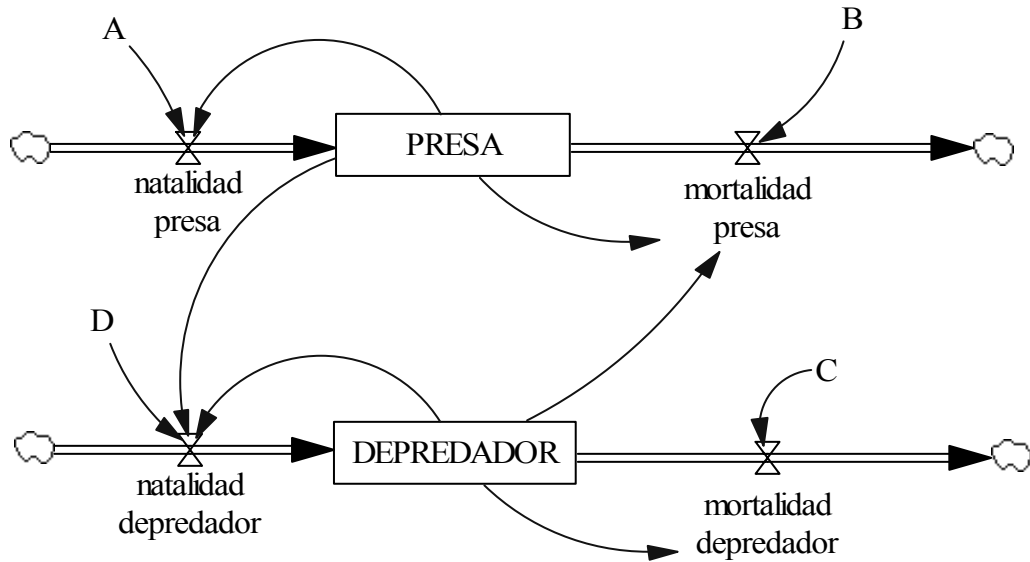 A
B
PRESA
natalidad
presa
mortalidad
presa
D
C
DEPREDADOR
natalidad
depredador
mortalidad
depredador